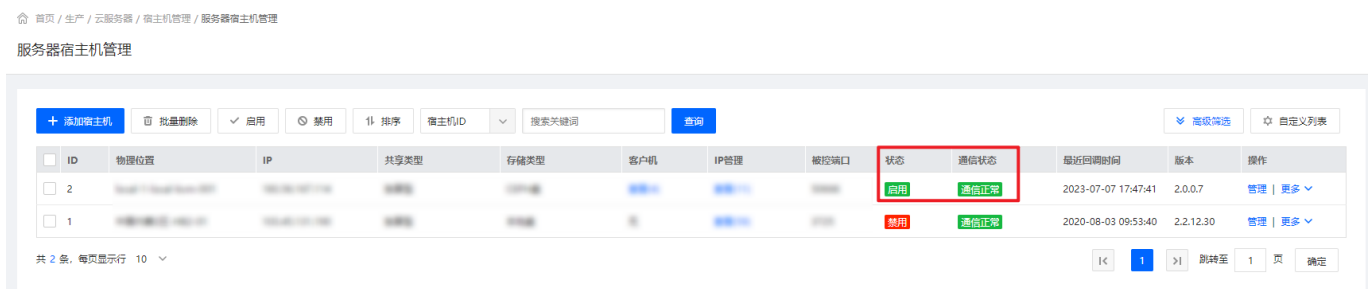 首页 / 生产 / 云服务器 / 宿主机管理 / 服务器宿主机管理
服务器宿主机管理
添加宿主机 批量删除 启用 禁用 排序 宿主机ID 搜索关键词 查询 高级筛选 自定义列表
ID 物理位置 IP 共享类型 存储类型 客户机 IP管理 被控端口 状态 通信状态 最近回调时间 版本 操作
2 启用 通信正常 2023-07-07 17:47:41 2.0.0.7 管理 | 更多
1 禁用 通信正常 2020-08-03 09:53:40 2.2.12.30 管理 | 更多
共 2 条，每页显示行 10 1 跳转至 1 页 确定